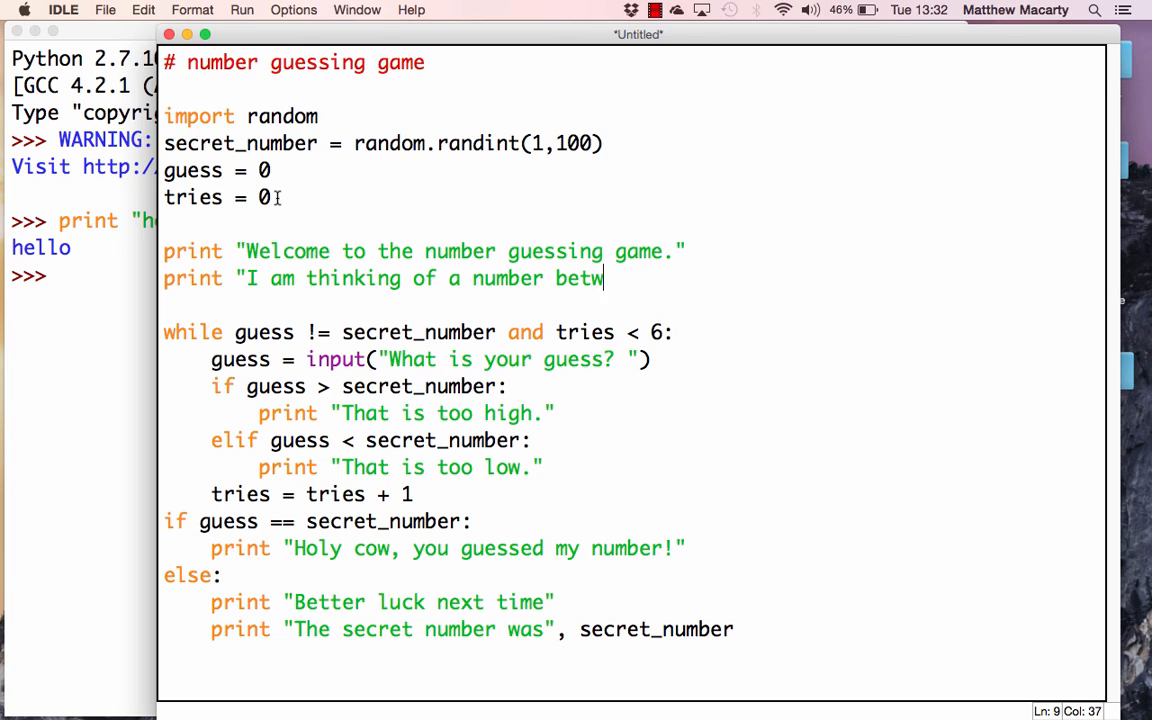 IDLE File Edit Format Run Options Window Help 46% Tue 13:32 Matthew Macarty
*Untitled*
Python 2.7.10
[GCC 4.2.1 (
Type "copyri
>>> WARNING:
Visit http:/
>>> print "he
hello
>>>
# number guessing game
import random
secret_number = random.randint(1,100)
guess = 0
tries = 0
print "Welcome to the number guessing game."
print "I am thinking of a number betw
while guess != secret_number and tries < 6:
    guess = input("What is your guess? ")
    if guess > secret_number:
        print "That is too high."
    elif guess < secret_number:
        print "That is too low."
    tries = tries + 1
if guess == secret_number:
    print "Holy cow, you guessed my number!"
else:
    print "Better luck next time"
    print "The secret number was", secret_number
Ln: 9 Col: 37